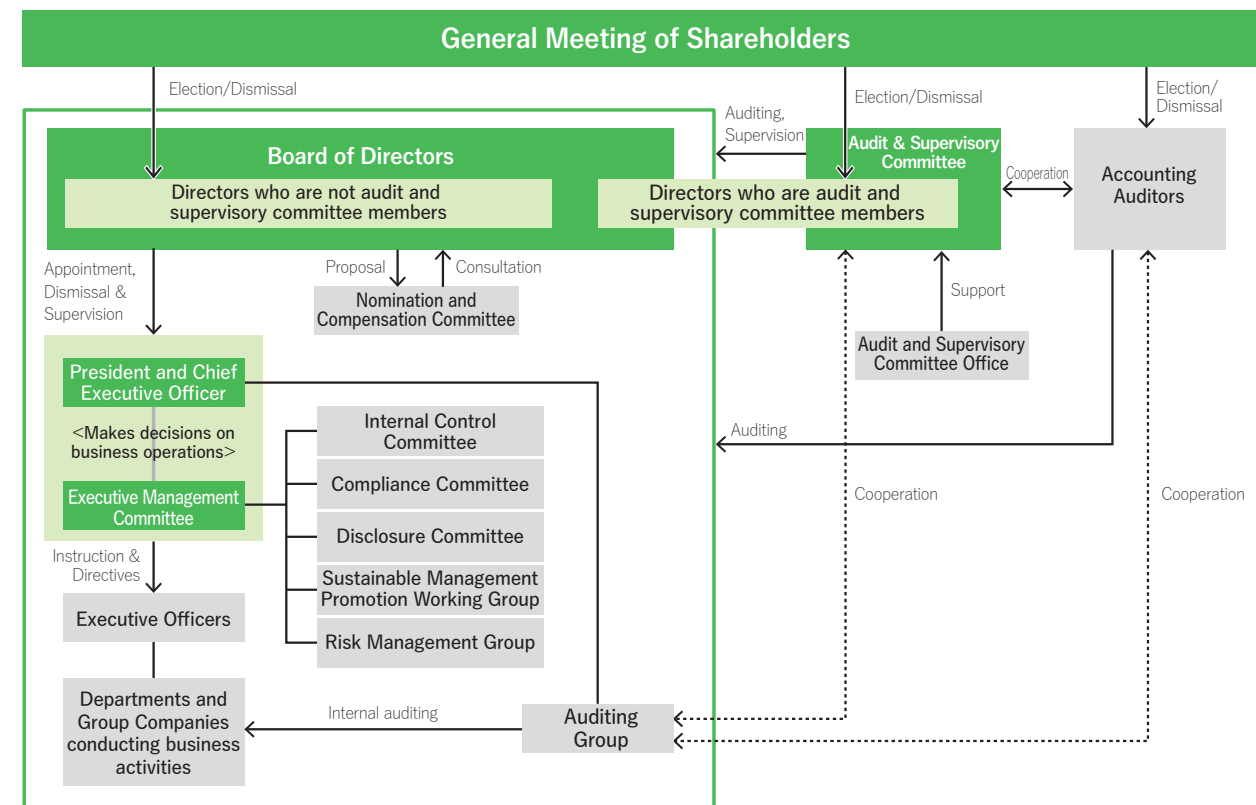 General Meeting of Shareholders
Election/Dismissal
Election/Dismissal
Election/
Dismissal
Auditing,
Supervision
Board of Directors
Directors who are not audit and
supervisory committee members
Directors who are audit and
supervisory committee members
Audit & Supervisory
Committee
Cooperation
Accounting
Auditors
Appointment,
Dismissal &
Supervision
Proposal
Consultation
Nomination and
Compensation Committee
Support
Audit and Supervisory
Committee Office
President and Chief
Executive Officer
<Makes decisions on
business operations>
Executive Management
Committee
Internal Control
Committee
Compliance Committee
Disclosure Committee
Sustainable Management
Promotion Working Group
Risk Management Group
Auditing
Cooperation
Cooperation
Instruction &
Directives
Executive Officers
Departments and
Group Companies
conducting business
activities
Internal auditing
Auditing
Group